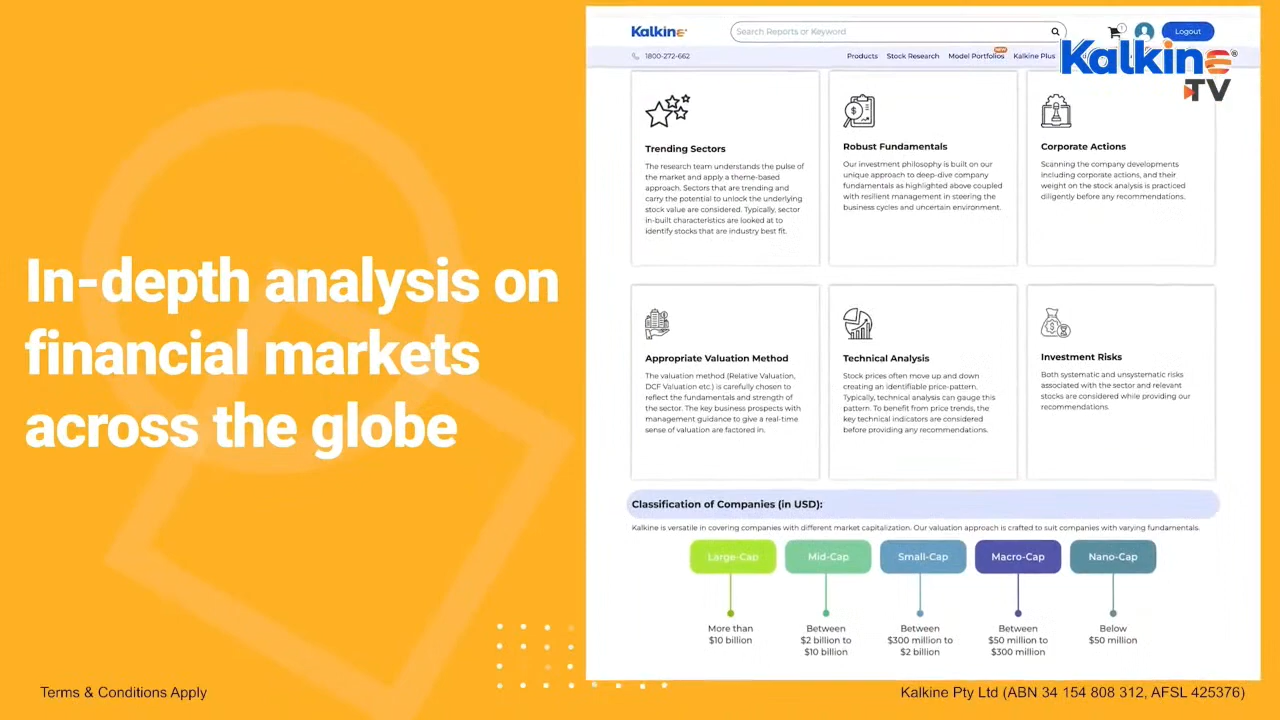 In-depth analysis on
financial markets
across the globe
Kalkine
Search Reports or Keyword
1
Logout
1800-272-662
Products
Stock Research
Model Portfolios
NEW
Kalkine Plus
Kalkine®
TV
Trending Sectors
The research team understands the pulse of
the market and apply a theme-based
approach. Sectors that are trending and
carry the potential to unlock the underlying
stock value are considered. Typically, sector
in-built characteristics are looked at to
identify stocks that are industry best fit.
Robust Fundamentals
Our investment philosophy is built on our
unique approach to deep-dive company
fundamentals as highlighted above coupled
with resilient management in steering the
business cycles and uncertain environment.
Corporate Actions
Scanning the company developments
including corporate actions, and their
weight on the stock analysis is practiced
diligently before any recommendations.
Appropriate Valuation Method
The valuation method (Relative Valuation,
DCF Valuation etc.) is carefully chosen to
reflect the fundamentals and strength of
the sector. The key business prospects with
management guidance to give a real-time
sense of valuation are factored in.
Technical Analysis
Stock prices often move up and down
creating an identifiable price-pattern.
Typically, technical analysis can gauge this
pattern. To benefit from price trends, the
key technical indicators are considered
before providing any recommendations.
Investment Risks
Both systematic and unsystematic risks
associated with the sector and relevant
stocks are considered while providing our
recommendations.
Classification of Companies (in USD):
Kalkine is versatile in covering companies with different market capitalization. Our valuation approach is crafted to suit companies with varying fundamentals.
Large-Cap
Mid-Cap
Small-Cap
Macro-Cap
Nano-Cap
More than
$10 billion
Between
$2 billion to
$10 billion
Between
$300 million to
$2 billion
Between
$50 million to
$300 million
Below
$50 million
Terms & Conditions Apply
Kalkine Pty Ltd (ABN 34 154 808 312, AFSL 425376)